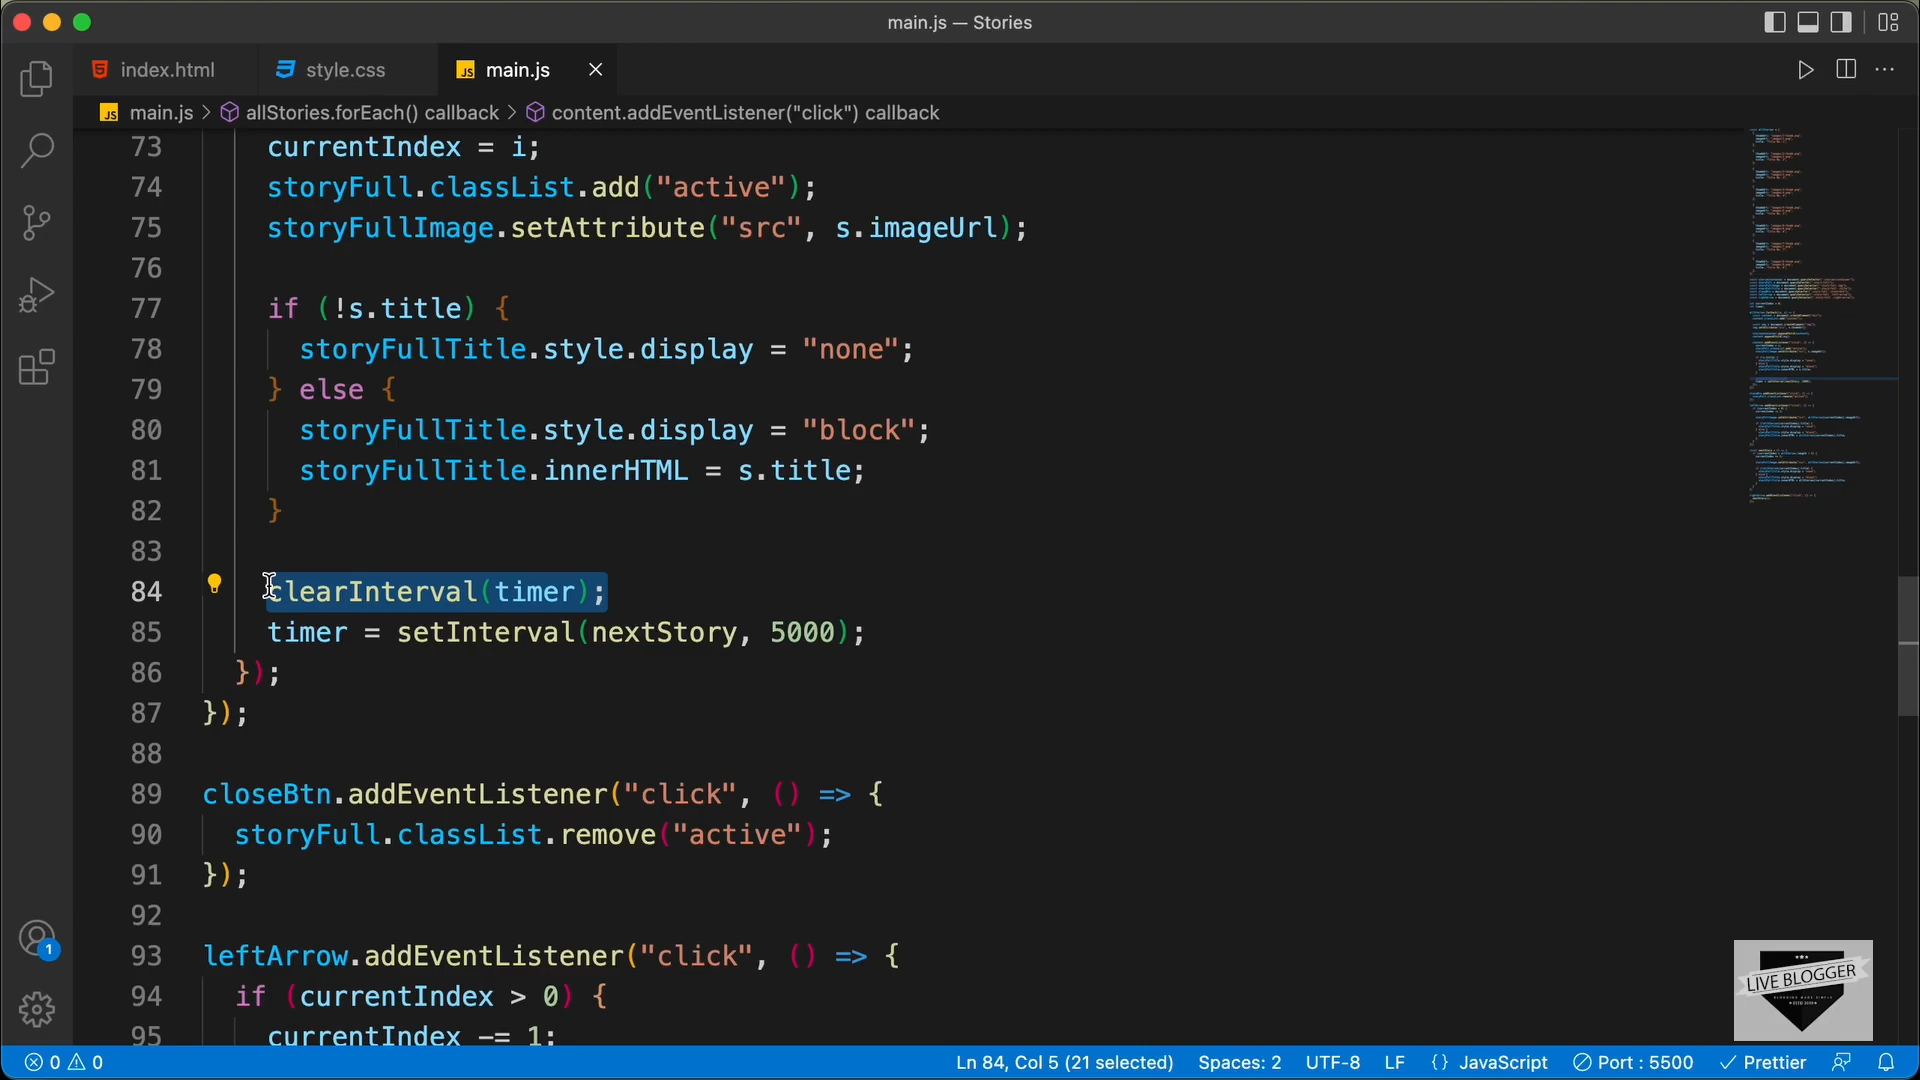 main.js — Stories
index.html
style.css
JS main.js
JS main.js > allStories.forEach() callback > content.addEventListener("click") callback
73 currentIndex = i;
74 storyFull.classList.add("active");
75 storyFullImage.setAttribute("src", s.imageUrl);
76
77 if (!s.title) {
78 storyFullTitle.style.display = "none";
79 } else {
80 storyFullTitle.style.display = "block";
81 storyFullTitle.innerHTML = s.title;
82 }
83
84 clearInterval(timer);
85 timer = setInterval(nextStory, 5000);
86 });
87 });
88
89 closeBtn.addEventListener("click", () => {
90 storyFull.classList.remove("active");
91 });
92
93 leftArrow.addEventListener("click", () => {
94 if (currentIndex > 0) {
95 currentIndex -= 1;
1
LIVE BLOGGER
0 0 Ln 84, Col 5 (21 selected) Spaces: 2 UTF-8 LF {} JavaScript Port : 5500 Prettier